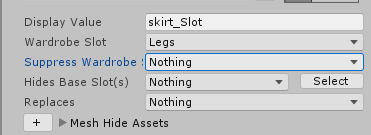 Display Value skirt_Slot
Wardrobe Slot Legs
Suppress Wardrobe Nothing
Hides Base Slot(s) Nothing Select
Replaces Nothing
+ Mesh Hide Assets